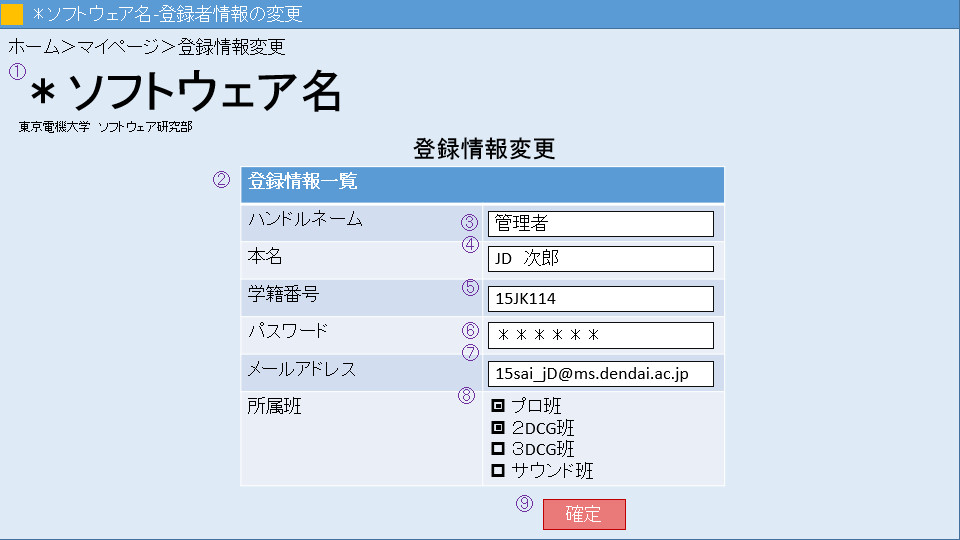 ＊ソフトウェア名-登録者情報の変更
ホーム＞マイページ＞登録情報変更
①
＊ソフトウェア名
東京電機大学　ソフトウェア研究部
登録情報変更
② 登録情報一覧
ハンドルネーム ③ 管理者
本名 ④ JD　次郎
学籍番号 ⑤ 15JK114
パスワード ⑥ ＊＊＊＊＊＊
メールアドレス ⑦ 15sai_jD@ms.dendai.ac.jp
所属班 ⑧ プロ班
２DCG班
３DCG班
サウンド班
⑨ 確定